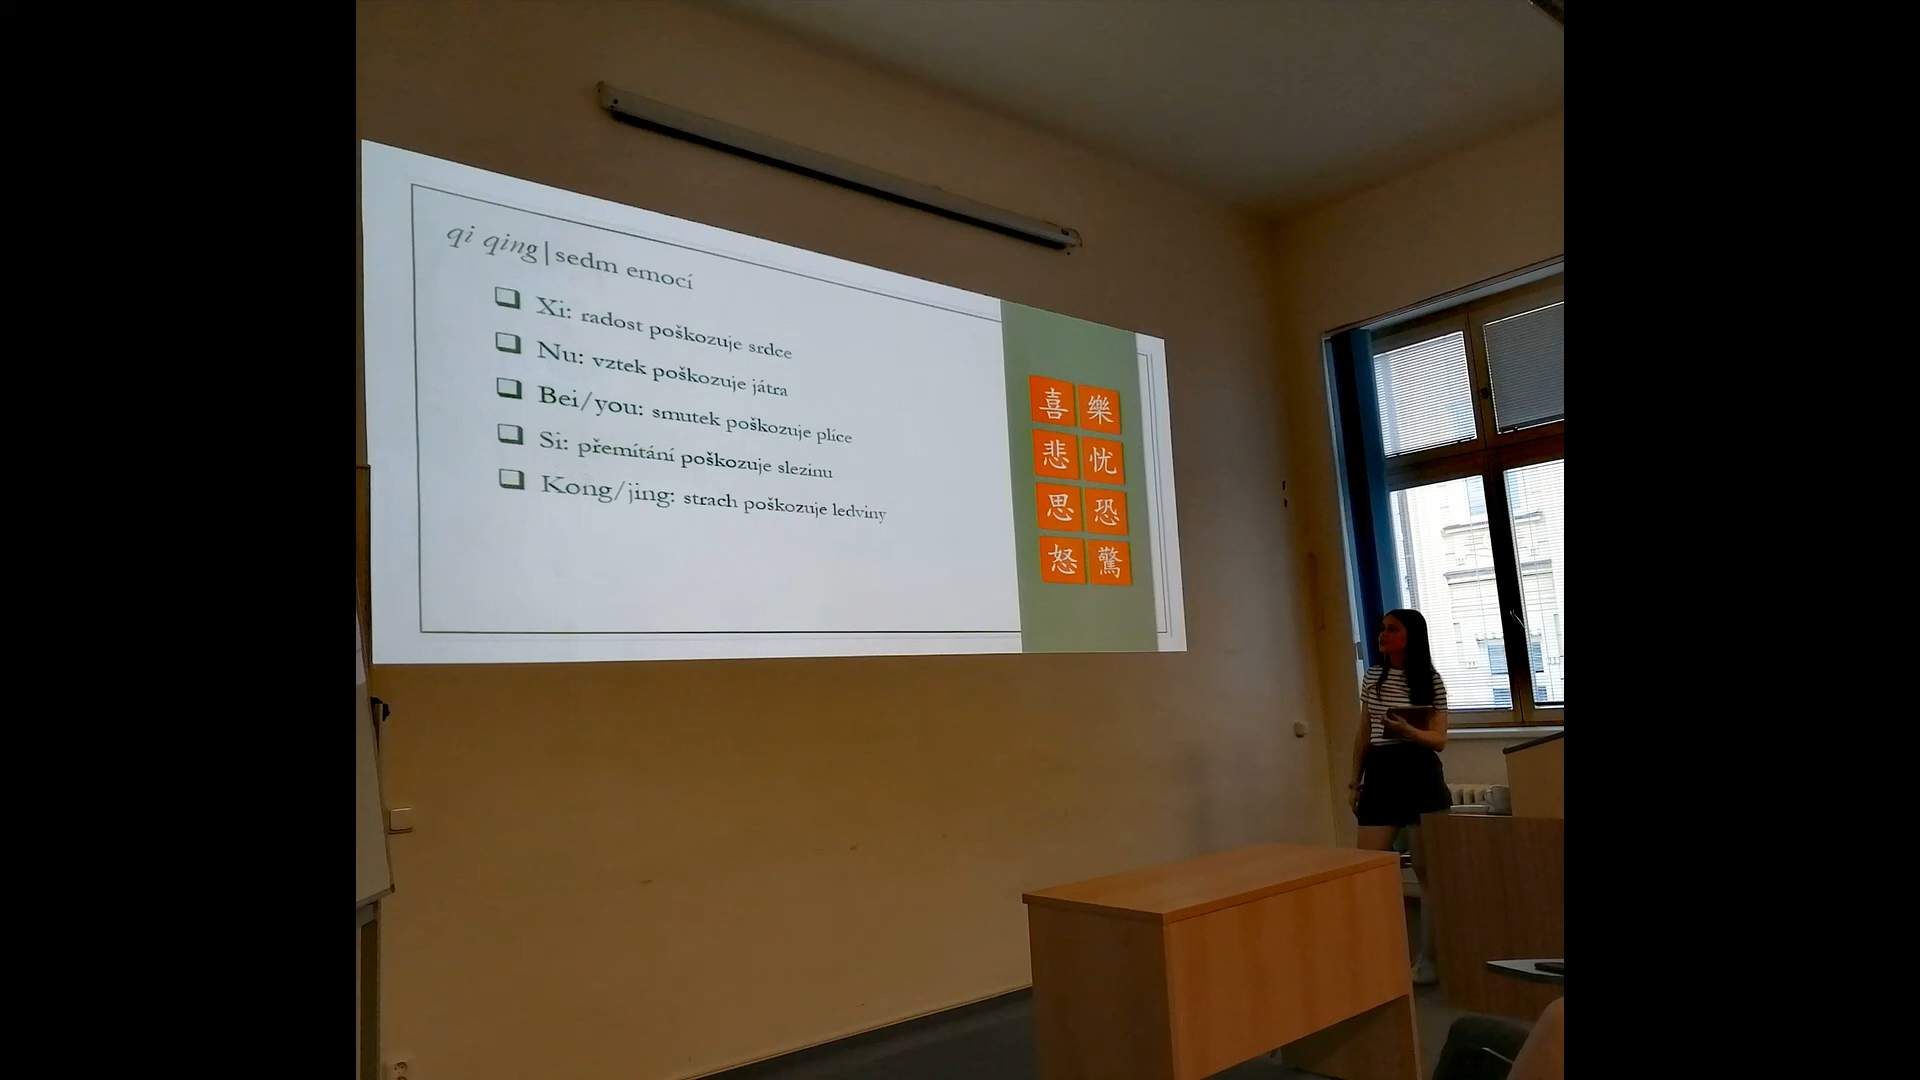 qi qing|sedm emocí
Xi: radost poškozuje srdce
Nu: vztek poškozuje játra
Bei/you: smutek poškozuje plíce
Si: přemítání poškozuje slezinu
Kong/jing: strach poškozuje ledviny
喜 樂
悲 忧
思 恐
怒 驚